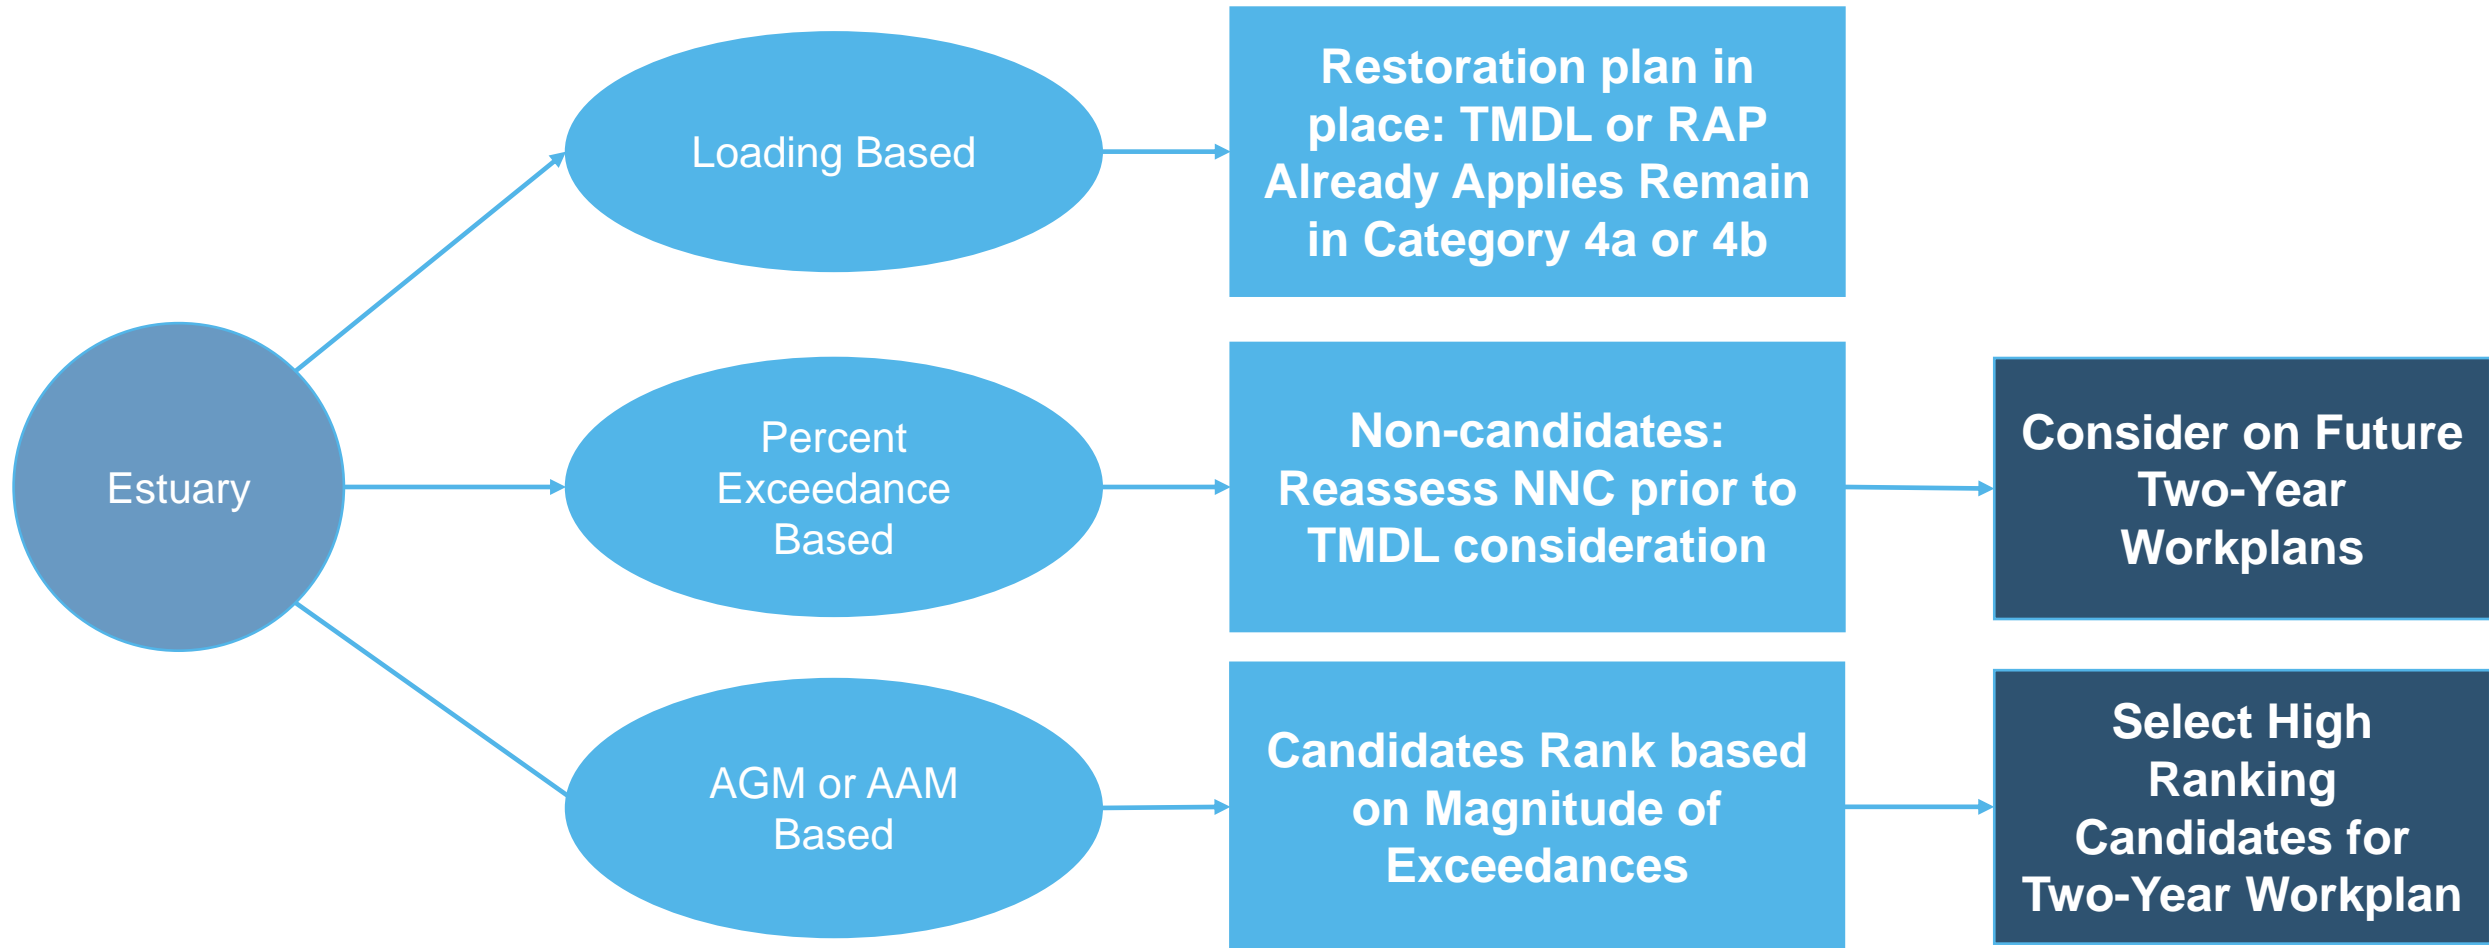 Estuary
Loading Based
Restoration plan in
place: TMDL or RAP
Already Applies Remain
in Category 4a or 4b
Percent
Exceedance
Based
Non-candidates:
Reassess NNC prior to
TMDL consideration
Consider on Future
Two-Year
Workplans
AGM or AAM
Based
Candidates Rank based
on Magnitude of
Exceedances
Select High
Ranking
Candidates for
Two-Year Workplan